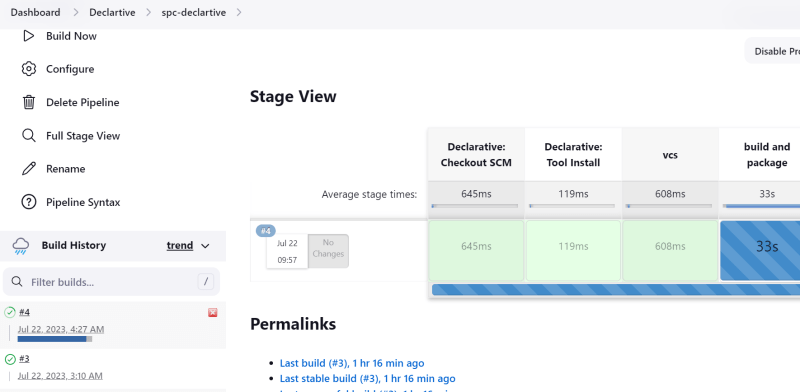 Dashboard > Declartive > spc-declartive >
Build Now
Configure
Delete Pipeline
Full Stage View
Rename
Pipeline Syntax
Build History trend
Filter builds... /
#4
Jul 22, 2023, 4:27 AM
#3
Jul 22, 2023, 3:10 AM
Disable Pro
Stage View
Declarative: Checkout SCM
Declarative: Tool Install
vcs
build and package
Average stage times: 645ms 119ms 608ms 33s
#4
Jul 22
09:57
No Changes
645ms 119ms 608ms 33s
Permalinks
Last build (#3), 1 hr 16 min ago
Last stable build (#3), 1 hr 16 min ago